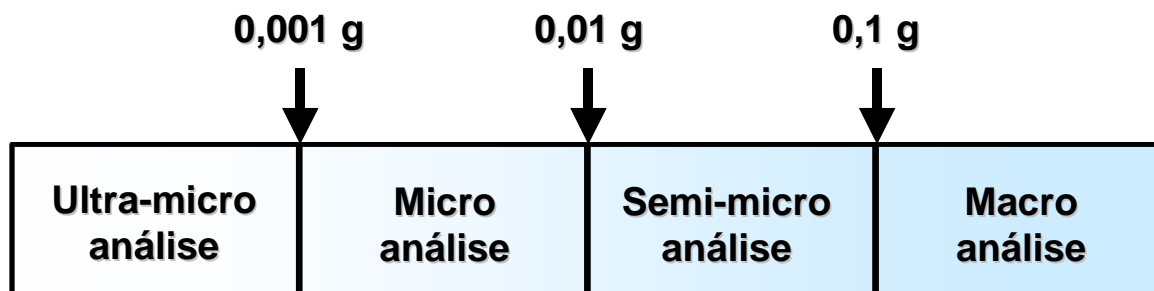 0,001 g 0,01 g 0,1 g
Ultra-micro análise
Micro análise
Semi-micro análise
Macro análise